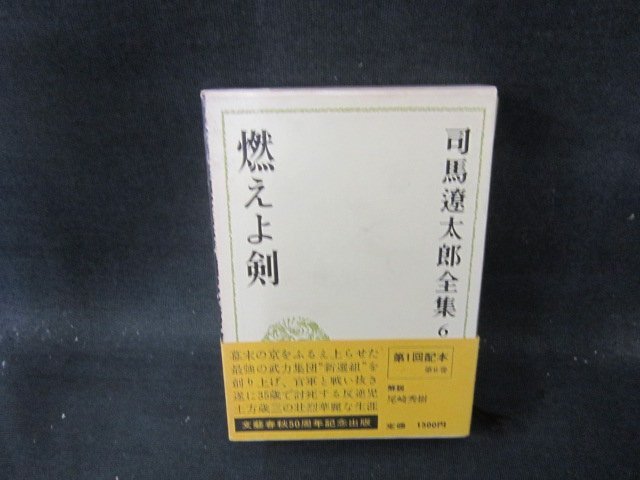 司馬遼太郎全集 6
燃えよ剣
第1回配本
第6巻
解説
尾崎秀樹
定価 1300円
幕末の京をふるえ上らせた
最強の武力集団"新選組"を
創り上げ、官軍と戦い抜き
遂に35歳で討死する反逆児
土方歳三の壮烈華麗な生涯
文藝春秋50周年記念出版